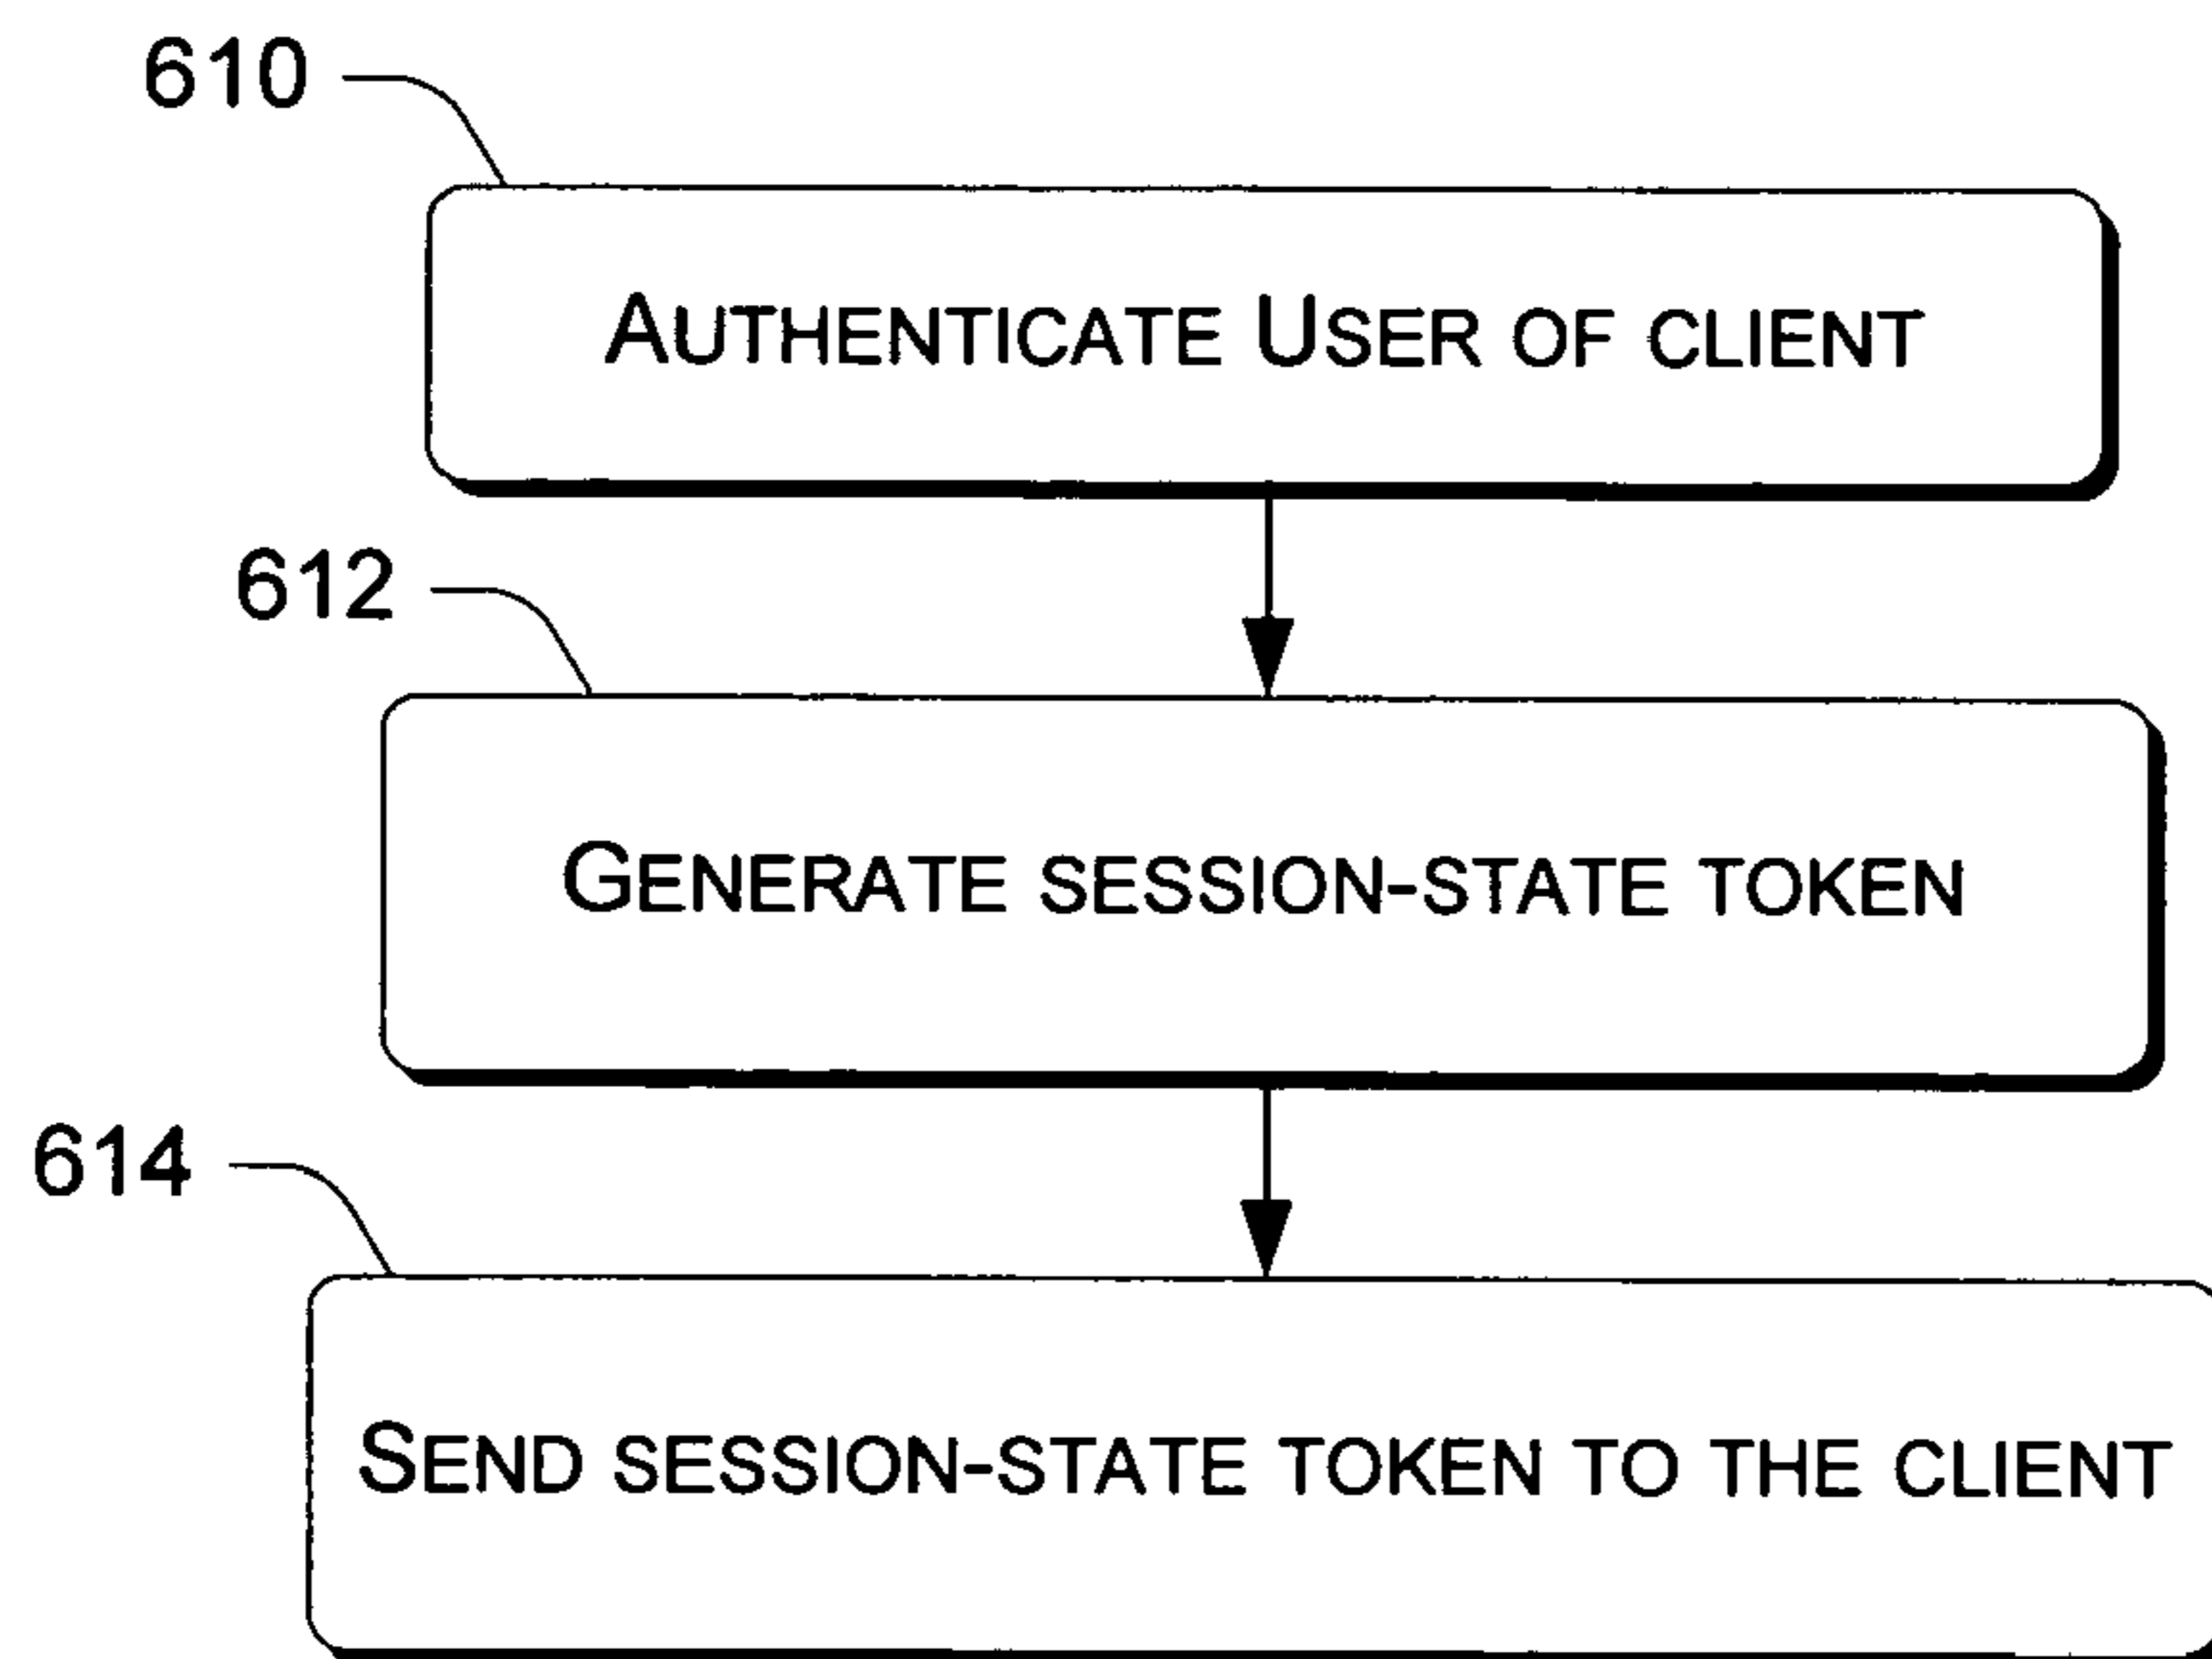 610
AUTHENTICATE USER OF CLIENT
612
GENERATE SESSION-STATE TOKEN
614
SEND SESSION-STATE TOKEN TO THE CLIENT